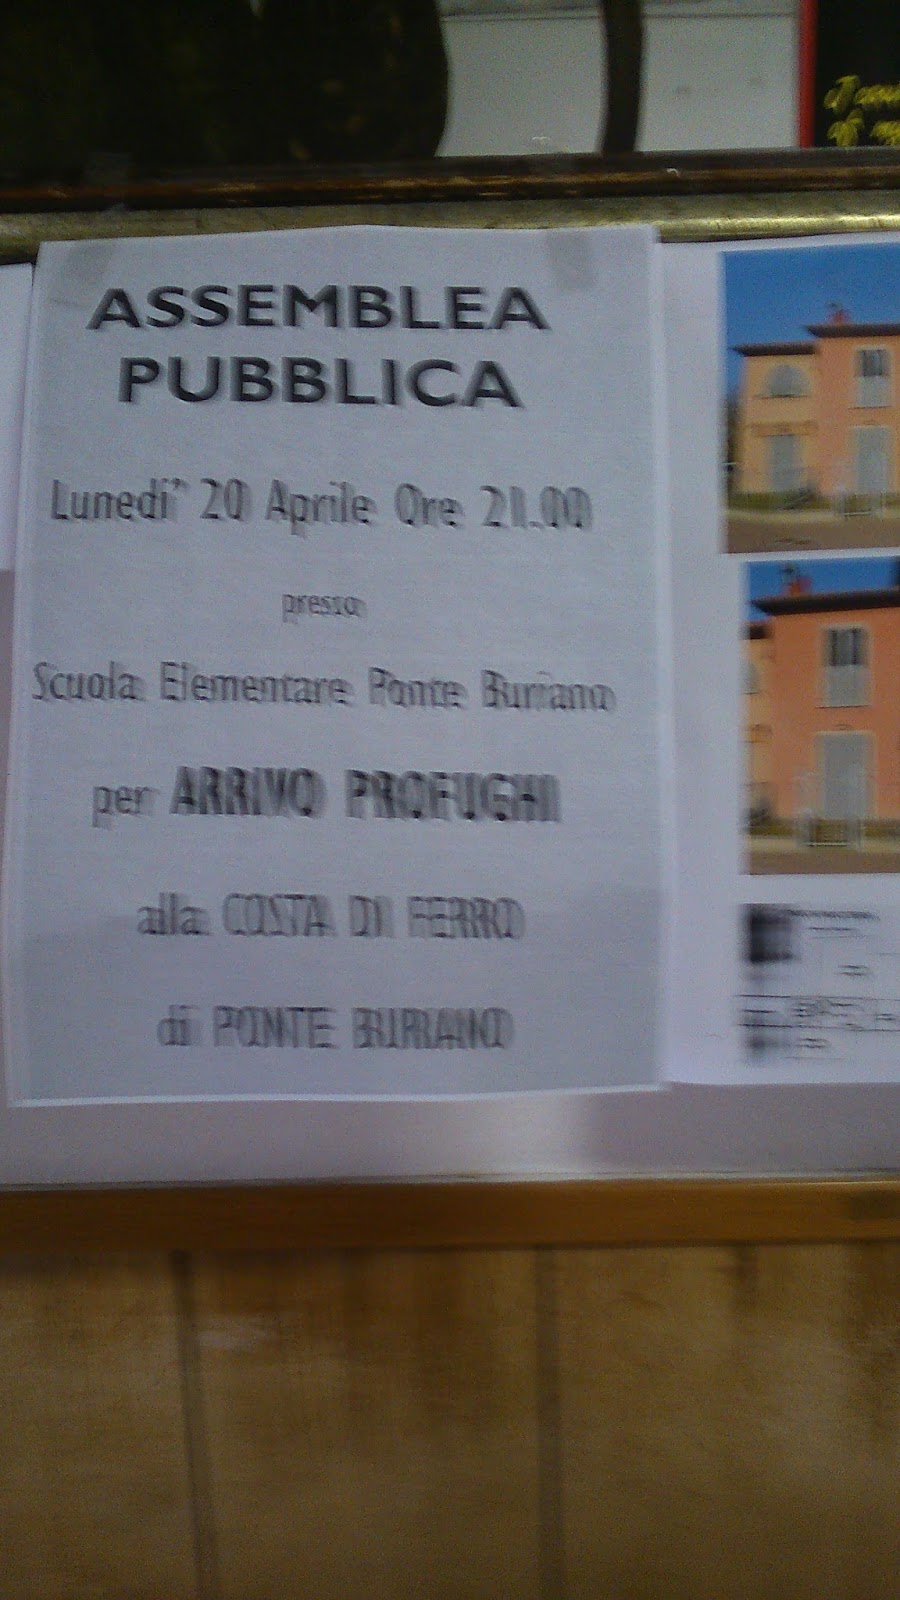 ASSEMBLEA
PUBBLICA
Lunedi' 20 Aprile Ore 21.00
presso
Scuola Elementare Ponte Buriano
per ARRIVO PROFUGHI
alla COSTA DI FERRO
di PONTE BURIANO